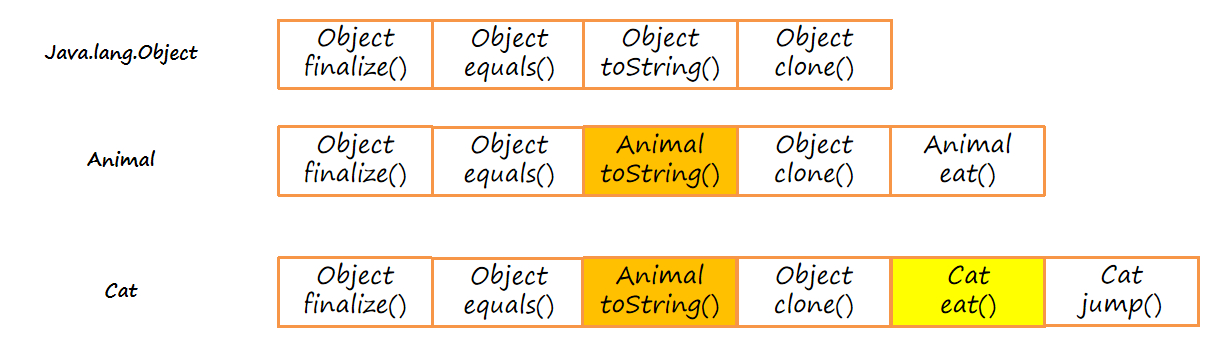 Java.lang.Object
Object
finalize()
Object
equals()
Object
toString()
Object
clone()
Animal
Object
finalize()
Object
equals()
Animal
toString()
Object
clone()
Animal
eat()
Cat
Object
finalize()
Object
equals()
Animal
toString()
Object
clone()
Cat
eat()
Cat
jump()